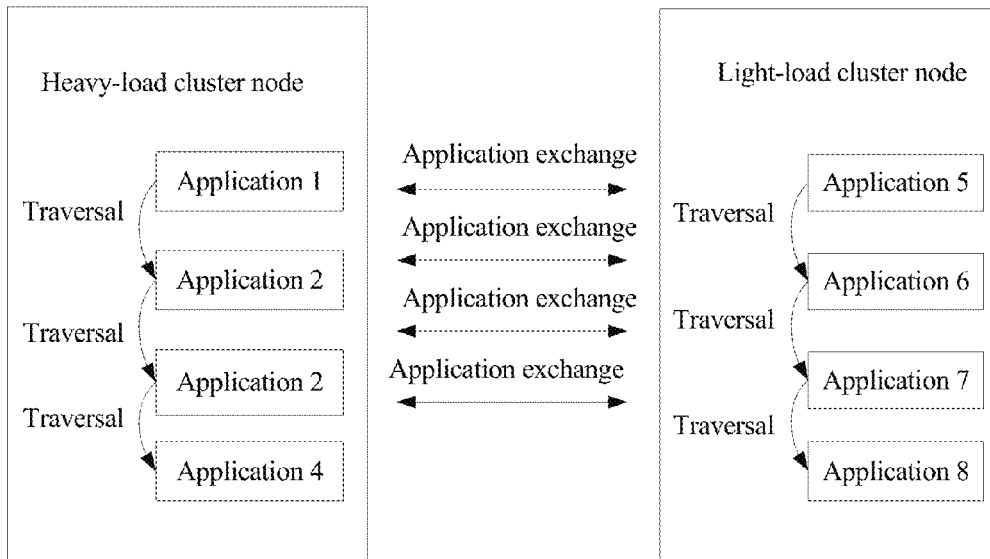 Heavy-load cluster node
Application 1
Traversal
Application 2
Traversal
Application 2
Traversal
Application 4
Application exchange
Application exchange
Application exchange
Application exchange
Light-load cluster node
Application 5
Traversal
Application 6
Traversal
Application 7
Traversal
Application 8